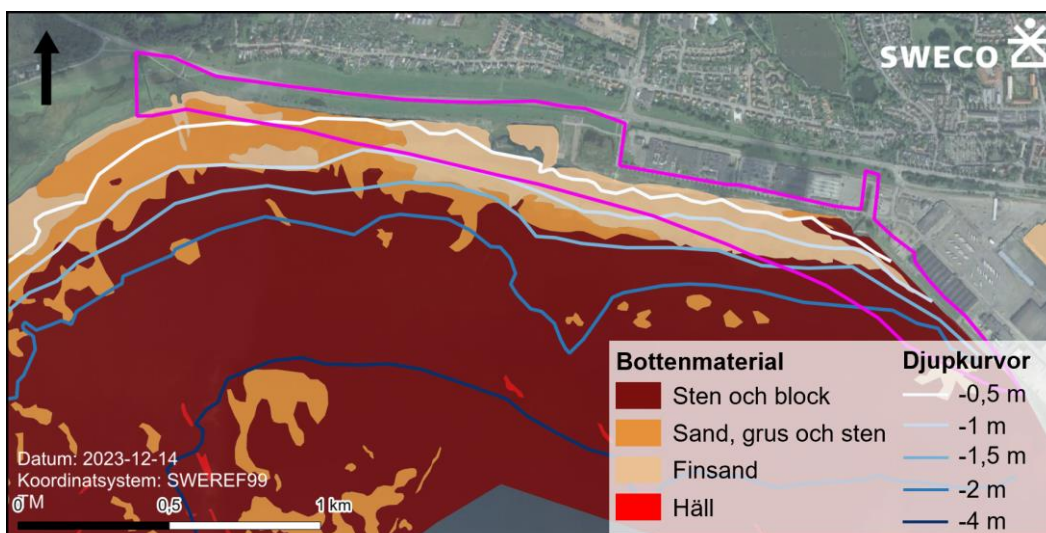 SWECO
Bottenmaterial
Sten och block
Sand, grus och sten
Finsand
Häll
Djupkurvor
-0,5 m
-1 m
-1,5 m
-2 m
-4 m
Datum: 2023-12-14
Koordinatsystem: SWEREF99
TM
0 0,5 1 km